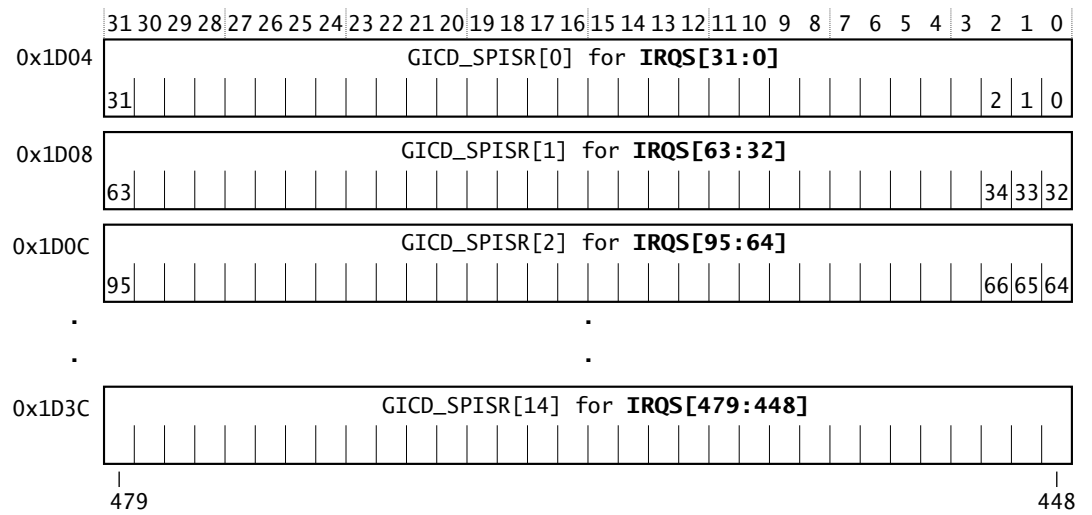 31 30 29 28 27 26 25 24 23 22 21 20 19 18 17 16 15 14 13 12 11 10 9 8 7 6 5 4 3 2 1 0
0x1D04 GICD_SPISR[0] for IRQS[31:0]
31 2 1 0
0x1D08 GICD_SPISR[1] for IRQS[63:32]
63 34 33 32
0x1D0C GICD_SPISR[2] for IRQS[95:64]
95 66 65 64
. .
. .
0x1D3C GICD_SPISR[14] for IRQS[479:448]
479 448